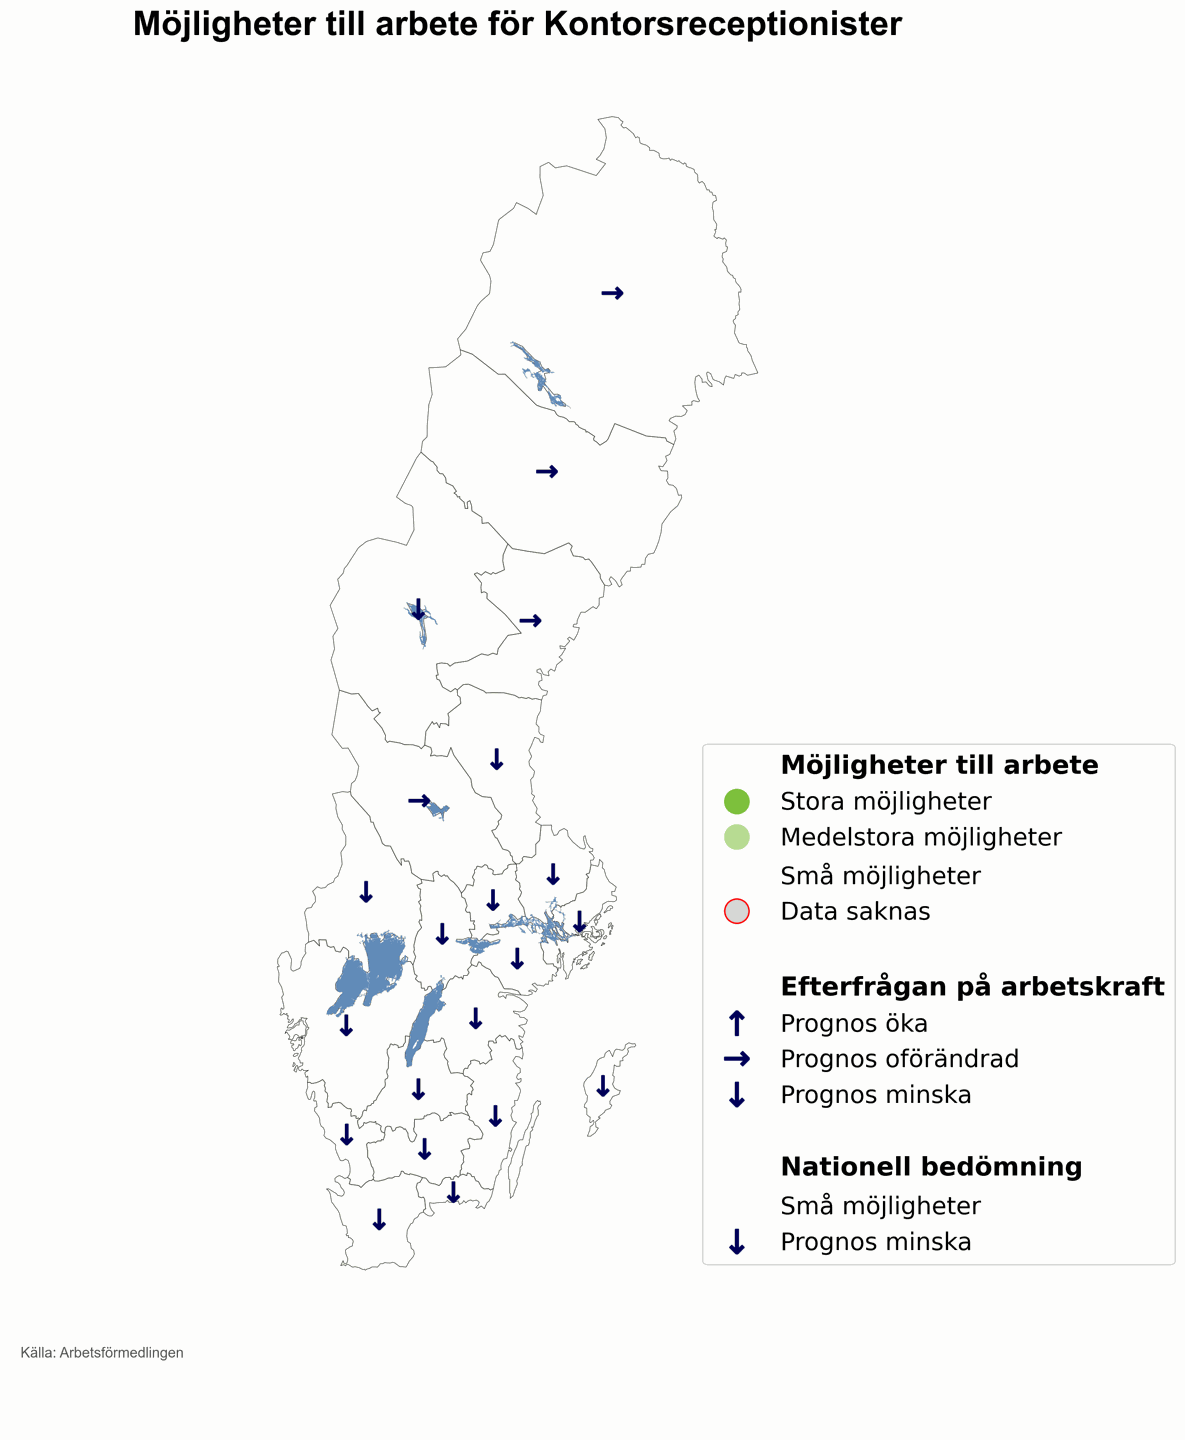 Möjligheter till arbete för Kontorsreceptionister
Möjligheter till arbete
Stora möjligheter
Medelstora möjligheter
Små möjligheter
Data saknas
Efterfrågan på arbetskraft
Prognos öka
Prognos oförändrad
Prognos minska
Nationell bedömning
Små möjligheter
Prognos minska
Källa: Arbetsförmedlingen